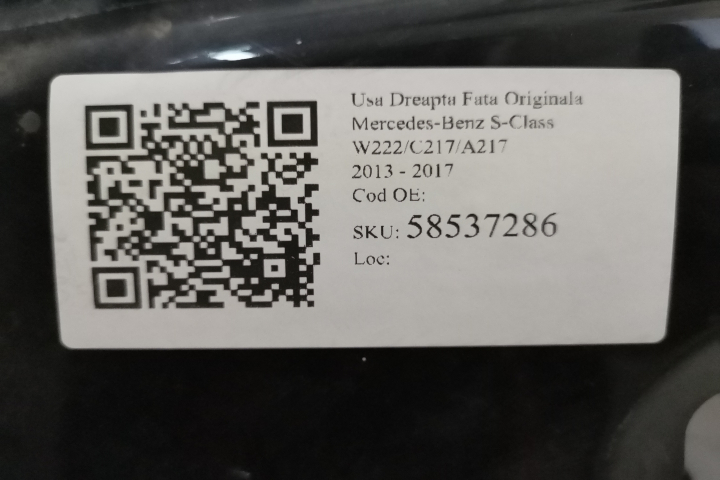 Usa Dreapta Fata Originala
Mercedes-Benz S-Class
W222/C217/A217
2013 - 2017
Cod OE:
SKU: 58537286
Loc: